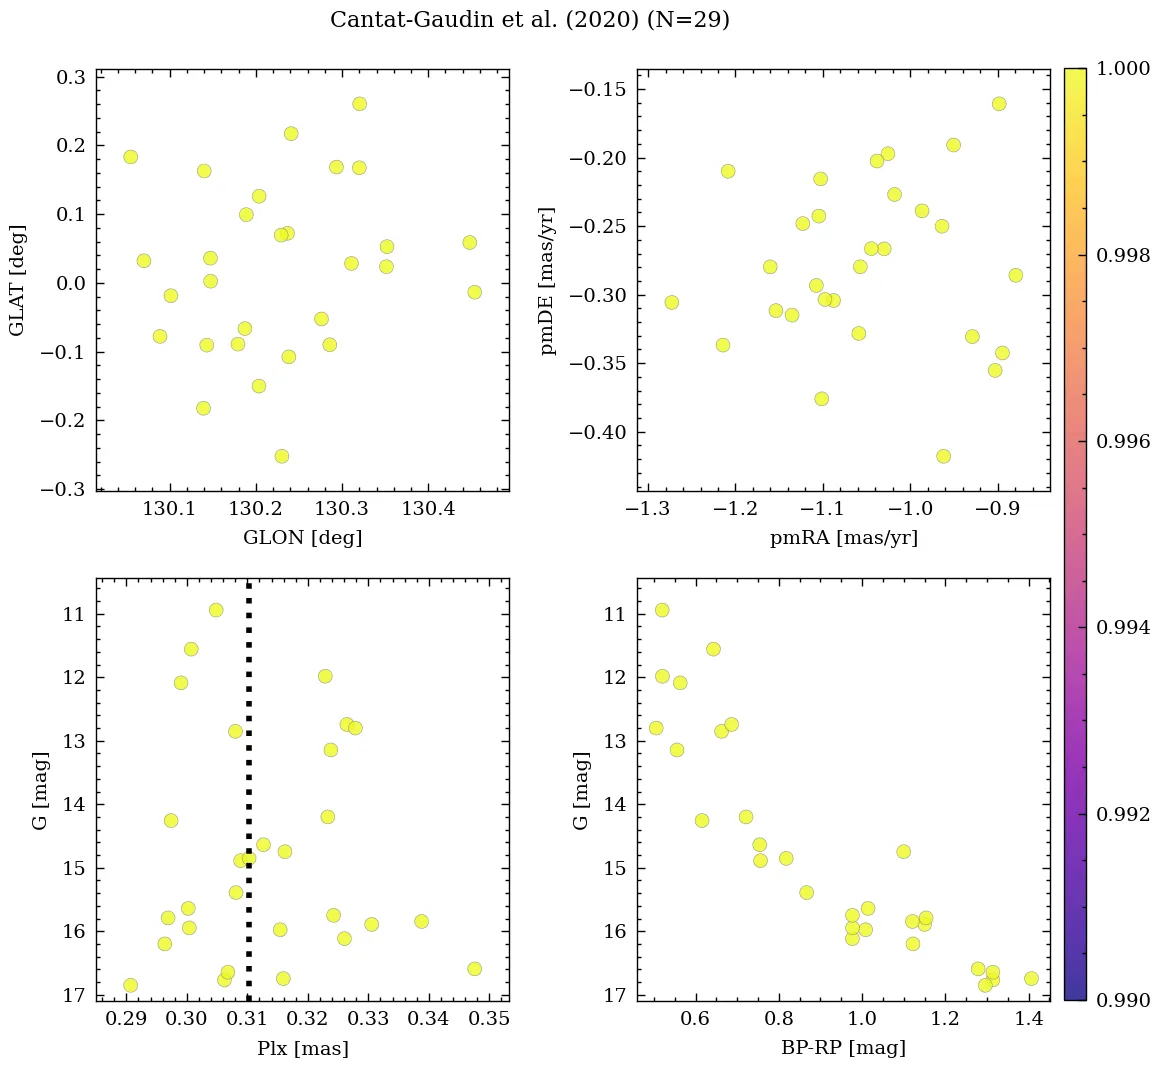 Cantat-Gaudin et al. (2020) (N=29)
0.3
0.2
0.1
0.0
−0.1
−0.2
−0.3
GLAT [deg]
130.1 130.2 130.3 130.4
GLON [deg]
−0.15
−0.20
−0.25
−0.30
−0.35
−0.40
pmDE [mas/yr]
−1.3 −1.2 −1.1 −1.0 −0.9
pmRA [mas/yr]
11
12
13
14
15
16
17
G [mag]
0.29 0.30 0.31 0.32 0.33 0.34 0.35
Plx [mas]
11
12
13
14
15
16
17
G [mag]
0.6 0.8 1.0 1.2 1.4
BP-RP [mag]
1.000
0.998
0.996
0.994
0.992
0.990